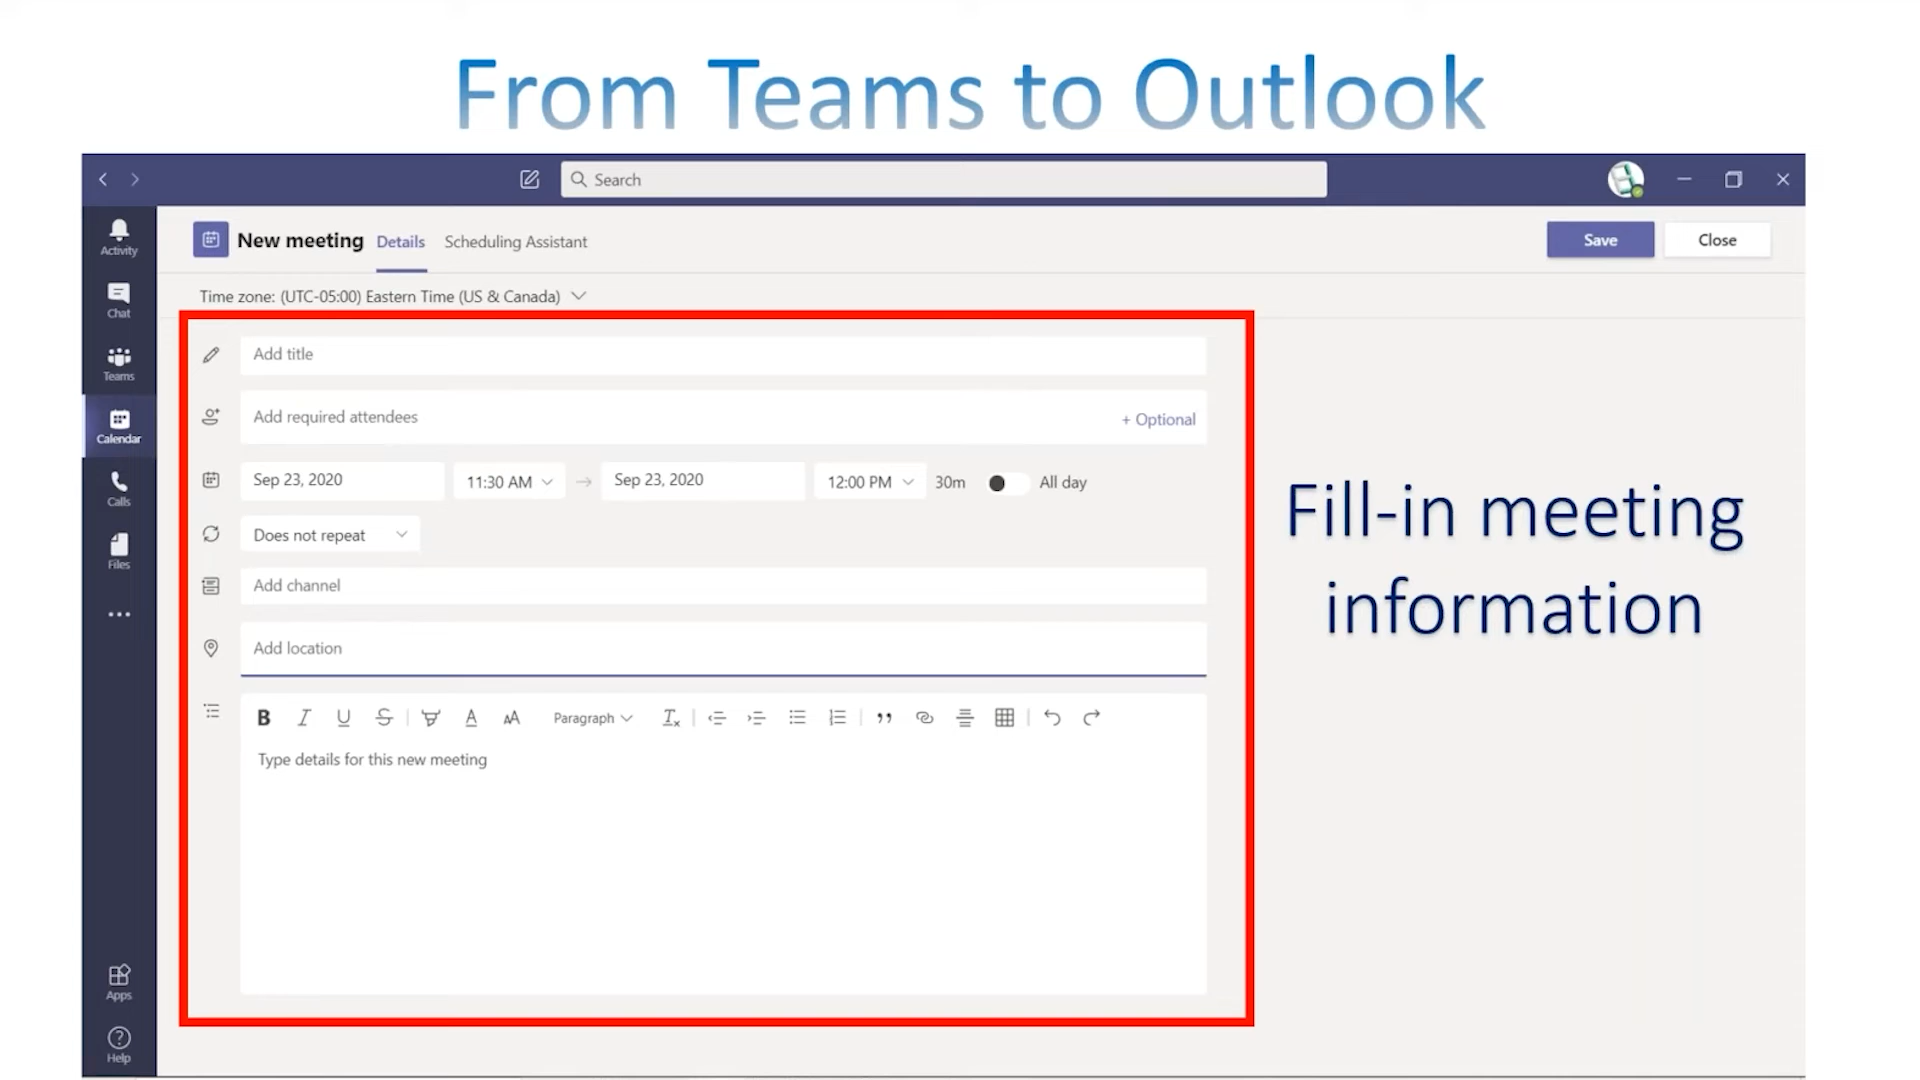 From Teams to Outlook
Search
Activity
Chat
Teams
Calendar
Calls
Files
Apps
Help
New meeting Details Scheduling Assistant Save Close
Time zone: (UTC-05:00) Eastern Time (US & Canada)
Add title
Add required attendees + Optional
Sep 23, 2020 11:30 AM → Sep 23, 2020 12:00 PM 30m All day
Does not repeat
Add channel
Add location
B I U S A AA Paragraph Tx
Type details for this new meeting
Fill-in meeting
information